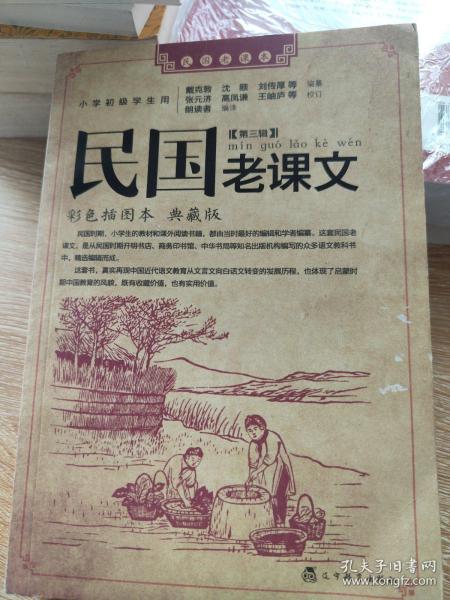 民国老课本
小学初级学生用
戴克敦 沈颐 刘传厚 等 编纂
张元济 高凤谦 王岫庐 等 校订
朗读者 编注
【第三辑】
mín guó lǎo kè wén
民国老课文
彩色插图本 典藏版
民国时期，小学生的教材和课外阅读书籍，都由当时最好的编辑和学者编纂。这套民国老
课文，是从民国时期开明书店、商务印书馆、中华书局等知名出版机构编写的众多语文教科书
中，精选编辑而成。
这套书，真实再现中国近代语文教育从文言文向白话文转变的发展历程，也体现了启蒙时
期中国教育的风貌，既有收藏价值，也有实用价值。
孔夫子旧书网
book.kongfz.com